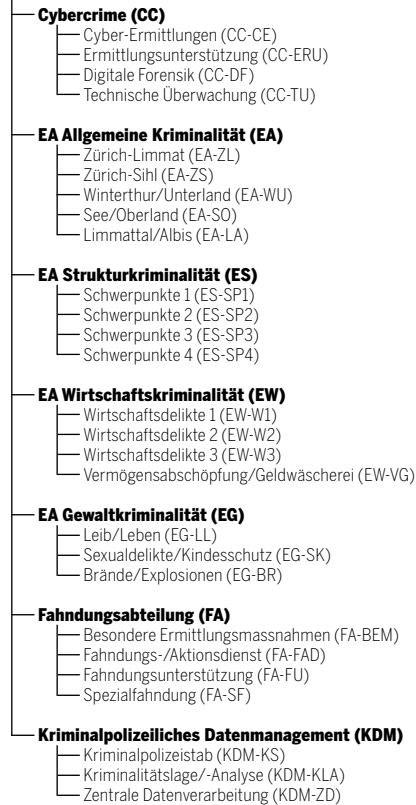 Cybercrime (CC)
Cyber-Ermittlungen (CC-CE)
Ermittlungsunterstützung (CC-ERU)
Digitale Forensik (CC-DF)
Technische Überwachung (CC-TU)
EA Allgemeine Kriminalität (EA)
Zürich-Limmat (EA-ZL)
Zürich-Sihl (EA-ZS)
Winterthur/Unterland (EA-WU)
See/Oberland (EA-SO)
Limmattal/Albis (EA-LA)
EA Strukturkriminalität (ES)
Schwerpunkte 1 (ES-SP1)
Schwerpunkte 2 (ES-SP2)
Schwerpunkte 3 (ES-SP3)
Schwerpunkte 4 (ES-SP4)
EA Wirtschaftskriminalität (EW)
Wirtschaftsdelikte 1 (EW-W1)
Wirtschaftsdelikte 2 (EW-W2)
Wirtschaftsdelikte 3 (EW-W3)
Vermögensabschöpfung/Geldwäscherei (EW-VG)
EA Gewaltkriminalität (EG)
Leib/Leben (EG-LL)
Sexualdelikte/Kindesschutz (EG-SK)
Brände/Explosionen (EG-BR)
Fahndungsabteilung (FA)
Besondere Ermittlungsmassnahmen (FA-BEM)
Fahndungs-/Aktionsdienst (FA-FAD)
Fahndungsunterstützung (FA-FU)
Spezialfahndung (FA-SF)
Kriminalpolizeiliches Datenmanagement (KDM)
Kriminalpolizeistab (KDM-KS)
Kriminalitätslage/-Analyse (KDM-KLA)
Zentrale Datenverarbeitung (KDM-ZD)